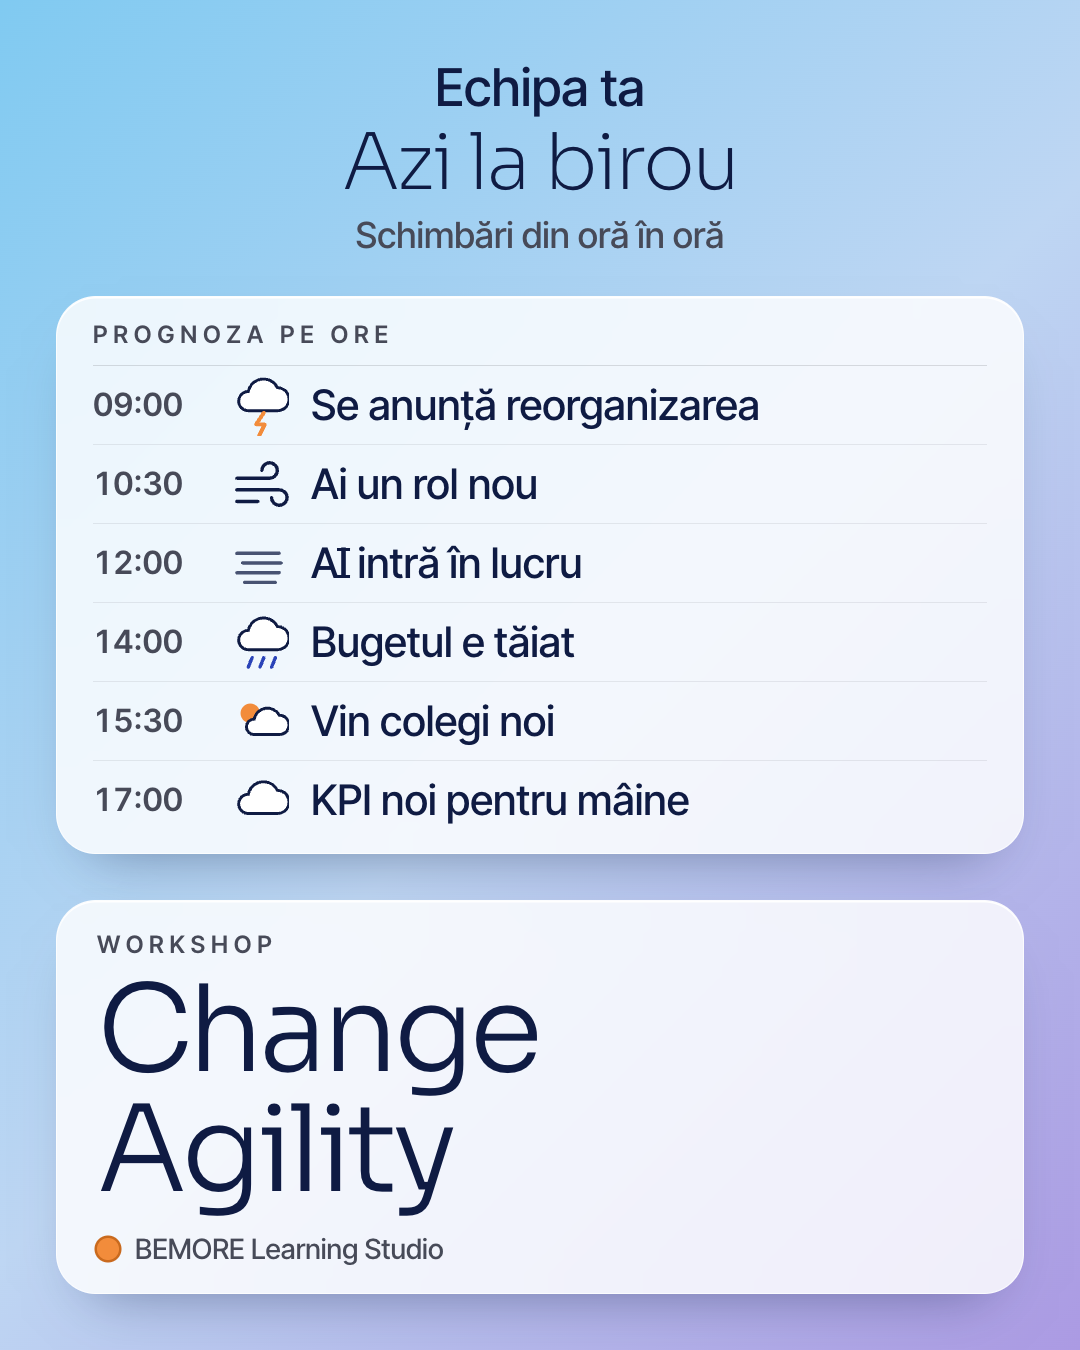 Echipa ta
Azi la birou
Schimbări din oră în oră
PROGNOZA PE ORE
09:00 Se anunță reorganizarea
10:30 Ai un rol nou
12:00 AI intră în lucru
14:00 Bugetul e tăiat
15:30 Vin colegi noi
17:00 KPI noi pentru mâine
WORKSHOP
Change
Agility
BEMORE Learning Studio